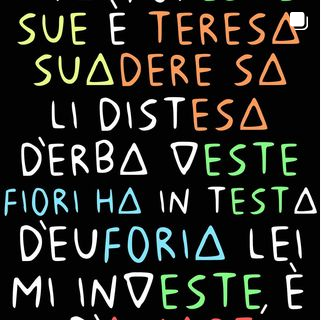 SUE E TERESA
SUADERE SA
LI DISTESA
D'ERBA VESTE
FIORI HA IN TESTA
D'EUFORIA LEI
MI INVESTE, È